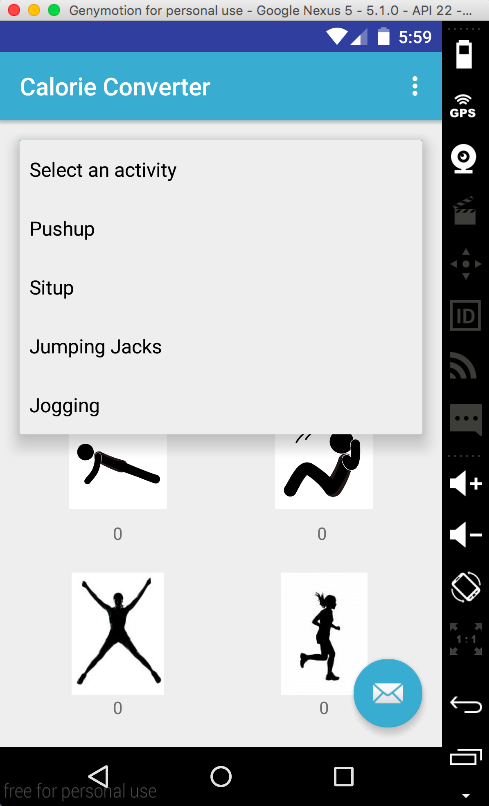 Genymotion for personal use - Google Nexus 5 - 5.1.0 - API 22 -...
5:59
Calorie Converter
GPS
Select an activity
Pushup
Situp
Jumping Jacks
Jogging
ID
0
0
1:1
0
0
free for personal use